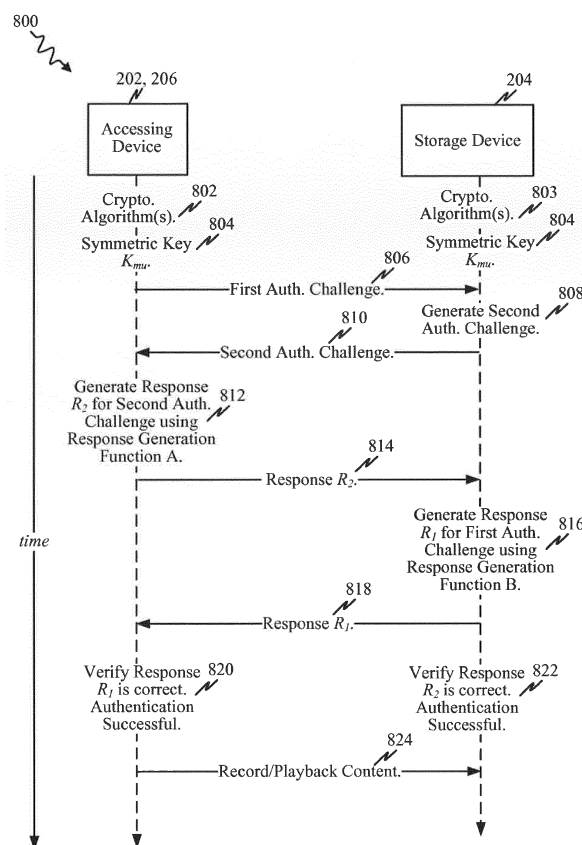 800
202, 206
204
Accessing
Device
Storage Device
Crypto.
Algorithm(s).
802
Symmetric Key
804
Kmu.
Crypto.
Algorithm(s).
803
Symmetric Key
804
Kmu.
806
First Auth. Challenge.
Generate Second
Auth. Challenge.
808
810
Second Auth. Challenge.
Generate Response
R2 for Second Auth.
Challenge using
Response Generation
Function A.
812
814
Response R2.
Generate Response
R1 for First Auth.
Challenge using
Response Generation
Function B.
816
time
818
Response R1.
Verify Response
R1 is correct.
Authentication
Successful.
820
Verify Response
R2 is correct.
Authentication
Successful.
822
824
Record/Playback Content.